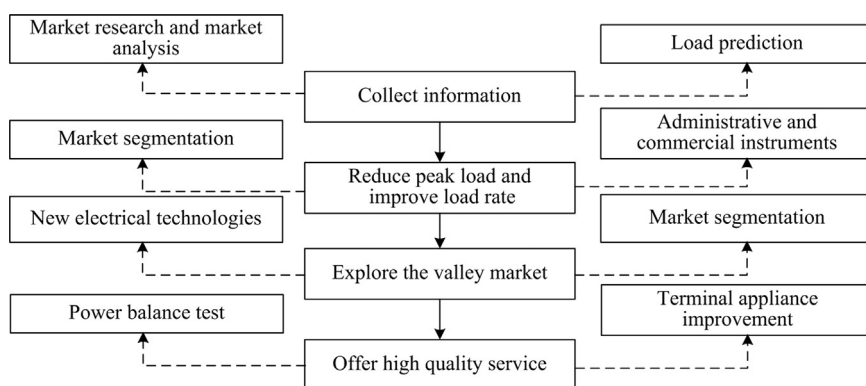 Market research and market
analysis
Load prediction
Collect information
Market segmentation
Administrative and
commercial instruments
Reduce peak load and
improve load rate
New electrical technologies
Market segmentation
Explore the valley market
Power balance test
Terminal appliance
improvement
Offer high quality service